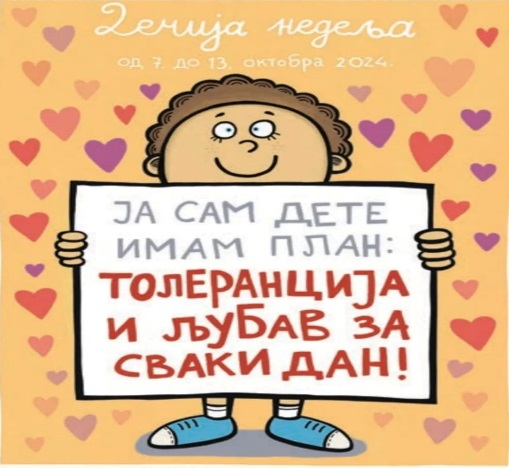 Дечија недеља
од 7. до 13. октобра 2024.
ЈА САМ ДЕТЕ
ИМАМ ПЛАН:
ТОЛЕРАНЦИЈА
И ЉУБАВ ЗА
СВАКИ ДАН!